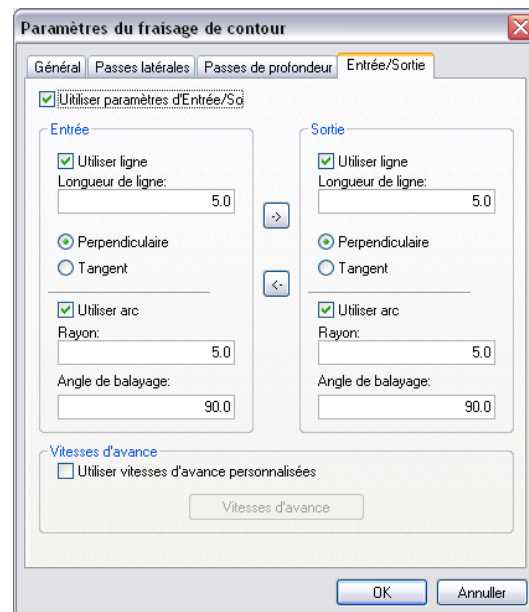 Paramètres du fraisage de contour
Général Passes latérales Passes de profondeur Entrée/Sortie
Uitiliser paramètres d'Entrée/So
Entrée Sortie
Utiliser ligne Utiliser ligne
Longueur de ligne: Longueur de ligne:
5.0 5.0
->
Perpendiculaire Perpendiculaire
Tangent Tangent
<-
Utiliser arc Utiliser arc
Rayon: Rayon:
5.0 5.0
Angle de balayage: Angle de balayage:
90.0 90.0
Vitesses d'avance
Utiliser vitesses d'avance personnalisées
Vitesses d'avance
OK Annuller